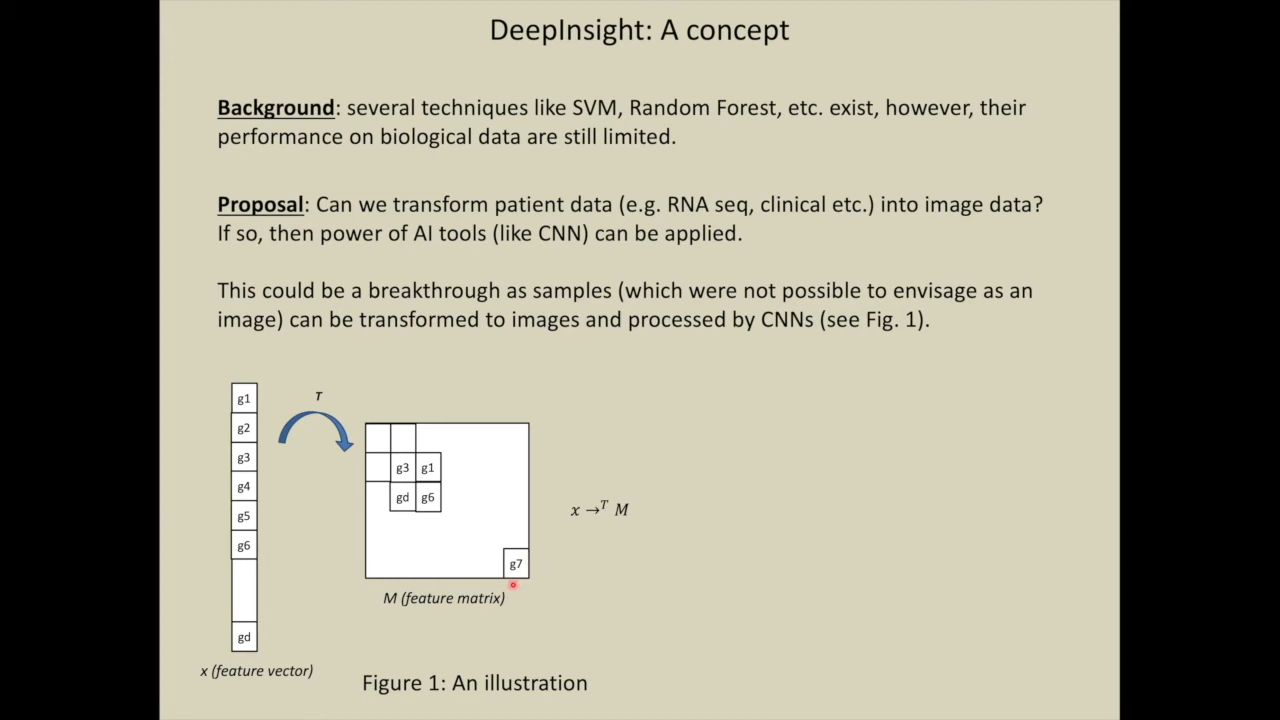 DeepInsight: A concept
Background: several techniques like SVM, Random Forest, etc. exist, however, their
performance on biological data are still limited.
Proposal: Can we transform patient data (e.g. RNA seq, clinical etc.) into image data?
If so, then power of AI tools (like CNN) can be applied.
This could be a breakthrough as samples (which were not possible to envisage as an
image) can be transformed to images and processed by CNNs (see Fig. 1).
g1
g2
g3
g4
g5
g6
gd
x (feature vector)
T
g3 g1
gd g6
g7
M (feature matrix)
x →ᵀ M
Figure 1: An illustration